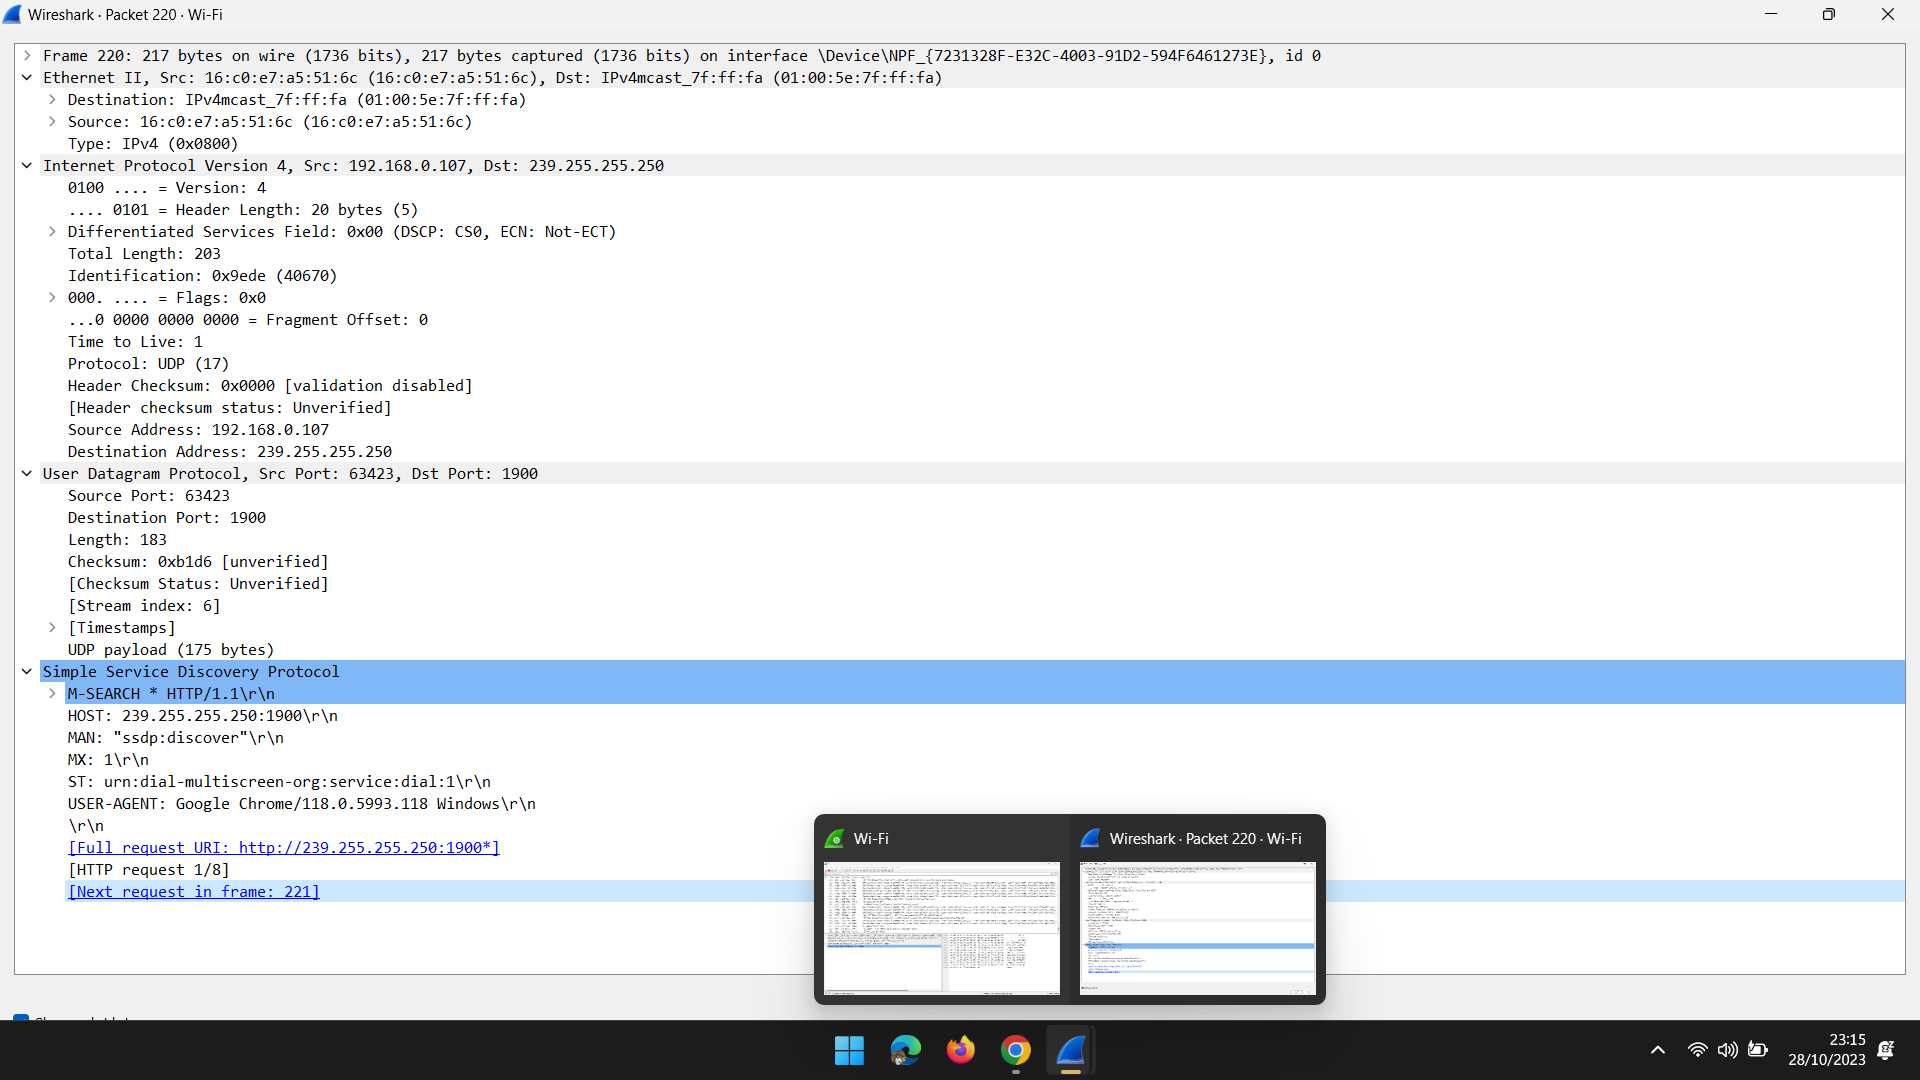 Wireshark · Packet 220 · Wi-Fi
Frame 220: 217 bytes on wire (1736 bits), 217 bytes captured (1736 bits) on interface \Device\NPF_{7231328F-E32C-4003-91D2-594F6461273E}, id 0
Ethernet II, Src: 16:c0:e7:a5:51:6c (16:c0:e7:a5:51:6c), Dst: IPv4mcast_7f:ff:fa (01:00:5e:7f:ff:fa)
Destination: IPv4mcast_7f:ff:fa (01:00:5e:7f:ff:fa)
Source: 16:c0:e7:a5:51:6c (16:c0:e7:a5:51:6c)
Type: IPv4 (0x0800)
Internet Protocol Version 4, Src: 192.168.0.107, Dst: 239.255.255.250
0100 .... = Version: 4
.... 0101 = Header Length: 20 bytes (5)
Differentiated Services Field: 0x00 (DSCP: CS0, ECN: Not-ECT)
Total Length: 203
Identification: 0x9ede (40670)
000. .... = Flags: 0x0
...0 0000 0000 0000 = Fragment Offset: 0
Time to Live: 1
Protocol: UDP (17)
Header Checksum: 0x0000 [validation disabled]
[Header checksum status: Unverified]
Source Address: 192.168.0.107
Destination Address: 239.255.255.250
User Datagram Protocol, Src Port: 63423, Dst Port: 1900
Source Port: 63423
Destination Port: 1900
Length: 183
Checksum: 0xb1d6 [unverified]
[Checksum Status: Unverified]
[Stream index: 6]
[Timestamps]
UDP payload (175 bytes)
Simple Service Discovery Protocol
M-SEARCH * HTTP/1.1\r\n
HOST: 239.255.255.250:1900\r\n
MAN: "ssdp:discover"\r\n
MX: 1\r\n
ST: urn:dial-multiscreen-org:service:dial:1\r\n
USER-AGENT: Google Chrome/118.0.5993.118 Windows\r\n
\r\n
[Full request URI: http://239.255.255.250:1900*]
[HTTP request 1/8]
[Next request in frame: 221]
Wi-Fi
Wireshark · Packet 220 · Wi-Fi
23:15
28/10/2023